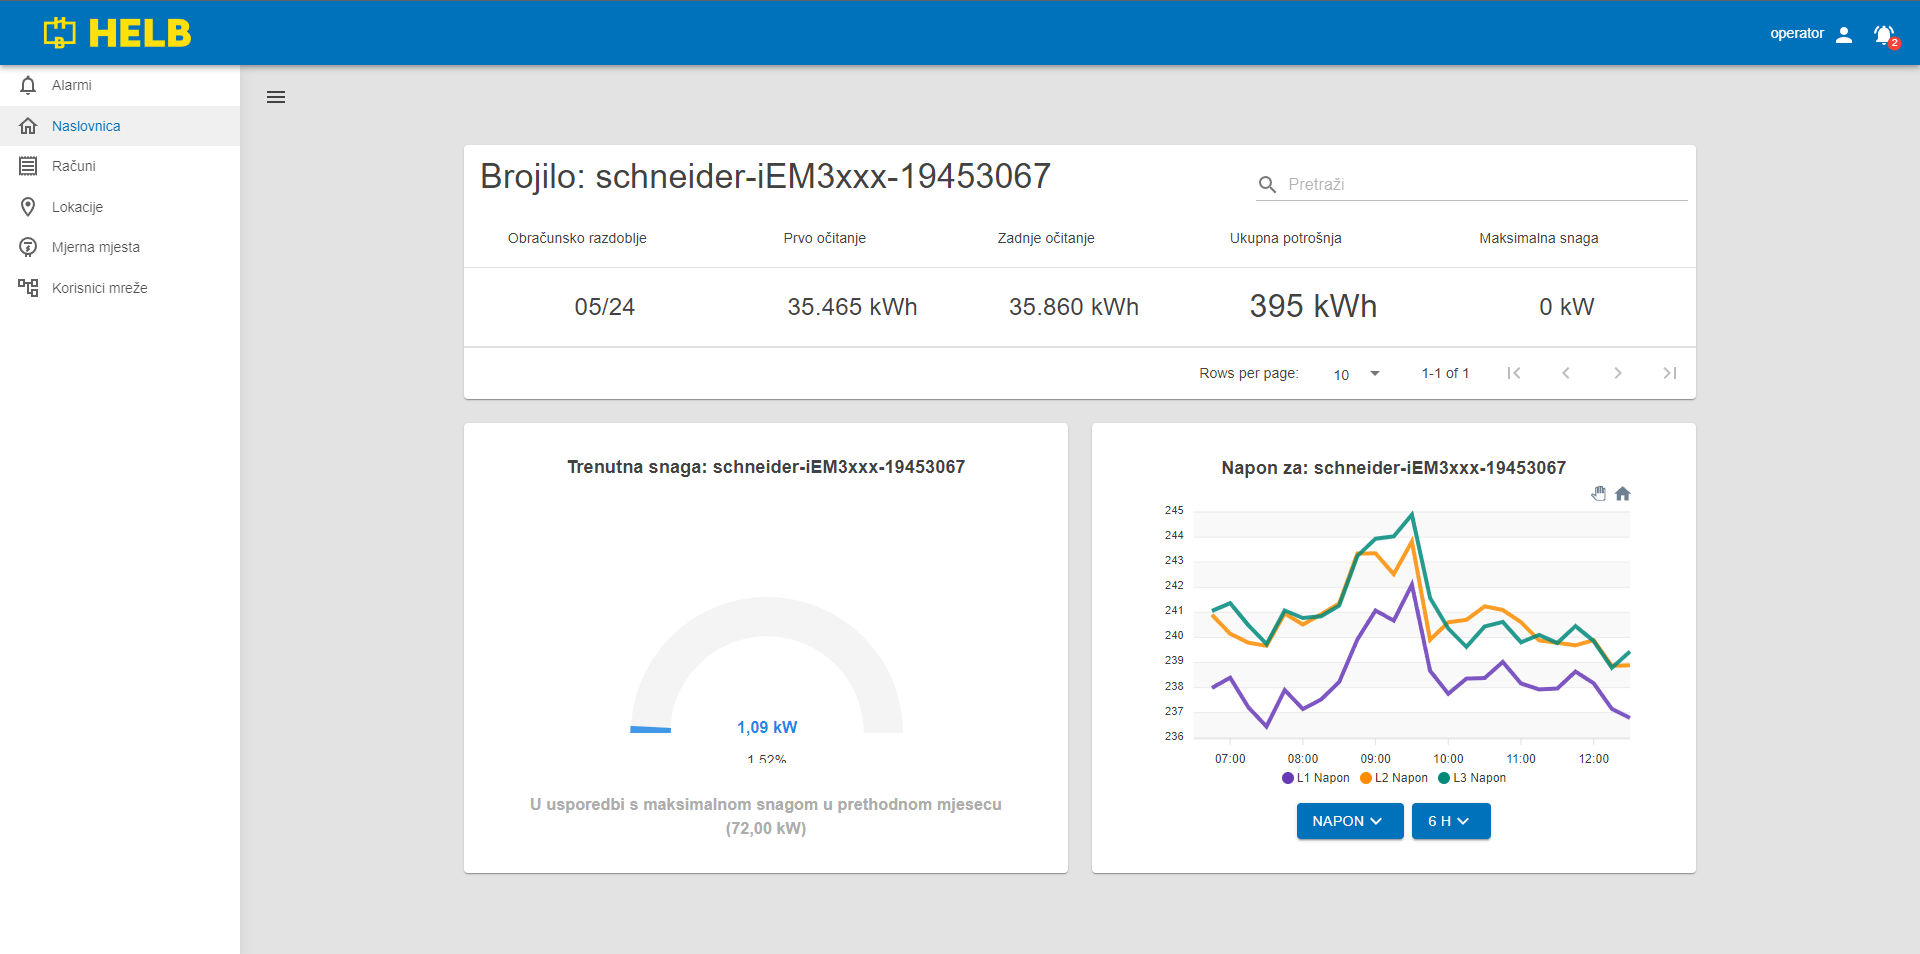 HELB
operator
2
Alarmi
Naslovnica
Računi
Lokacije
Mjerna mjesta
Korisnici mreže
Brojilo: schneider-iEM3xxx-19453067
Pretraži
Obračunsko razdoblje Prvo očitanje Zadnje očitanje Ukupna potrošnja Maksimalna snaga
05/24 35.465 kWh 35.860 kWh 395 kWh 0 kW
Rows per page: 10 1-1 of 1
Trenutna snaga: schneider-iEM3xxx-19453067
1,09 kW
1.52%
U usporedbi s maksimalnom snagom u prethodnom mjesecu
(72,00 kW)
Napon za: schneider-iEM3xxx-19453067
245
244
243
242
241
240
239
238
237
236
07:00 08:00 09:00 10:00 11:00 12:00
L1 Napon L2 Napon L3 Napon
NAPON 6 H